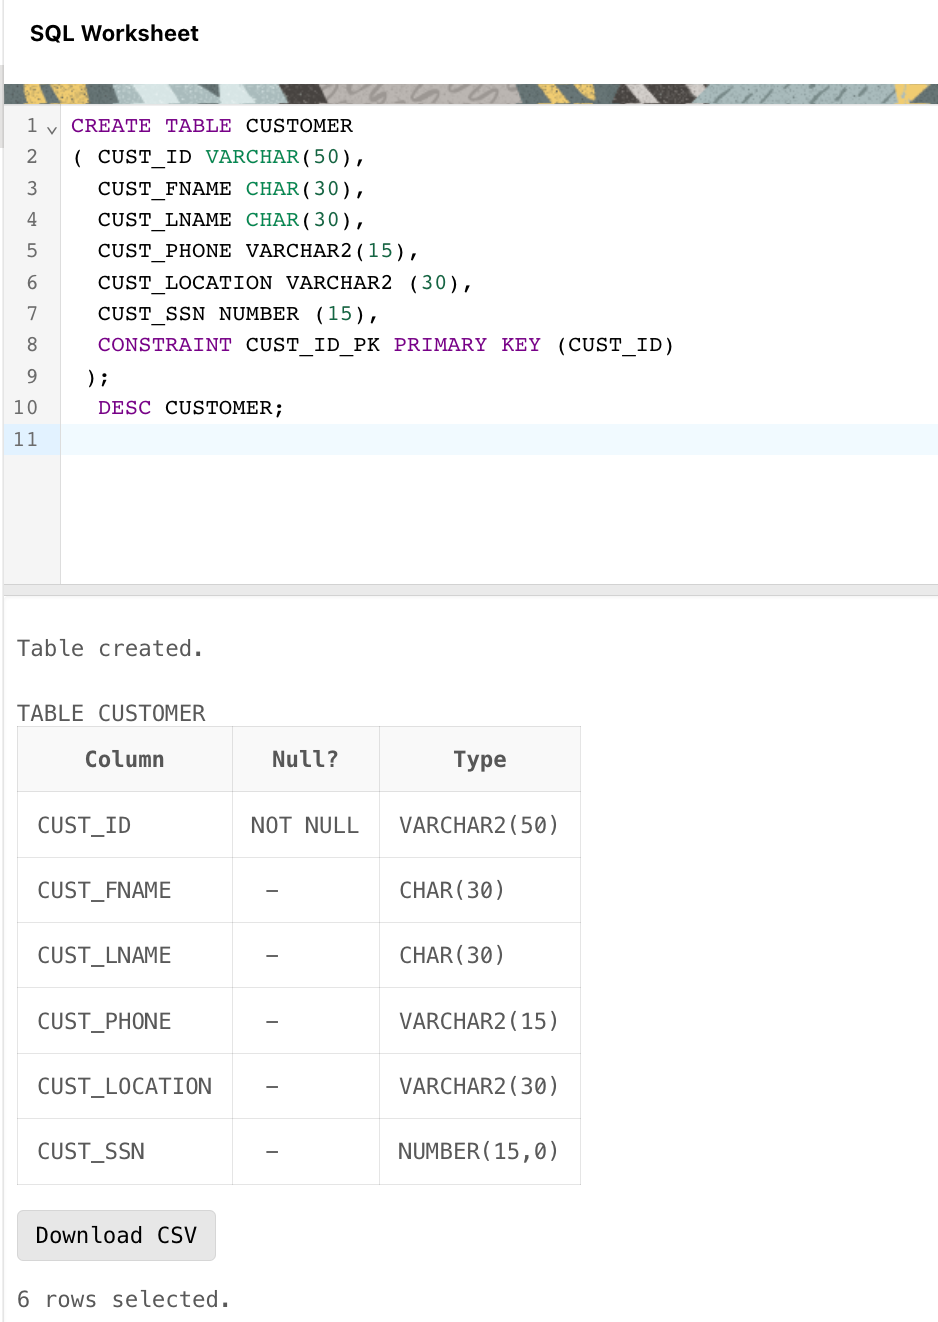 SQL Worksheet
1 CREATE TABLE CUSTOMER
2 ( CUST_ID VARCHAR(50),
3 CUST_FNAME CHAR(30),
4 CUST_LNAME CHAR(30),
5 CUST_PHONE VARCHAR2(15),
6 CUST_LOCATION VARCHAR2 (30),
7 CUST_SSN NUMBER (15),
8 CONSTRAINT CUST_ID_PK PRIMARY KEY (CUST_ID)
9 );
10 DESC CUSTOMER;
11
Table created.
TABLE CUSTOMER
Column Null? Type
CUST_ID NOT NULL VARCHAR2(50)
CUST_FNAME – CHAR(30)
CUST_LNAME – CHAR(30)
CUST_PHONE – VARCHAR2(15)
CUST_LOCATION – VARCHAR2(30)
CUST_SSN – NUMBER(15,0)
Download CSV
6 rows selected.